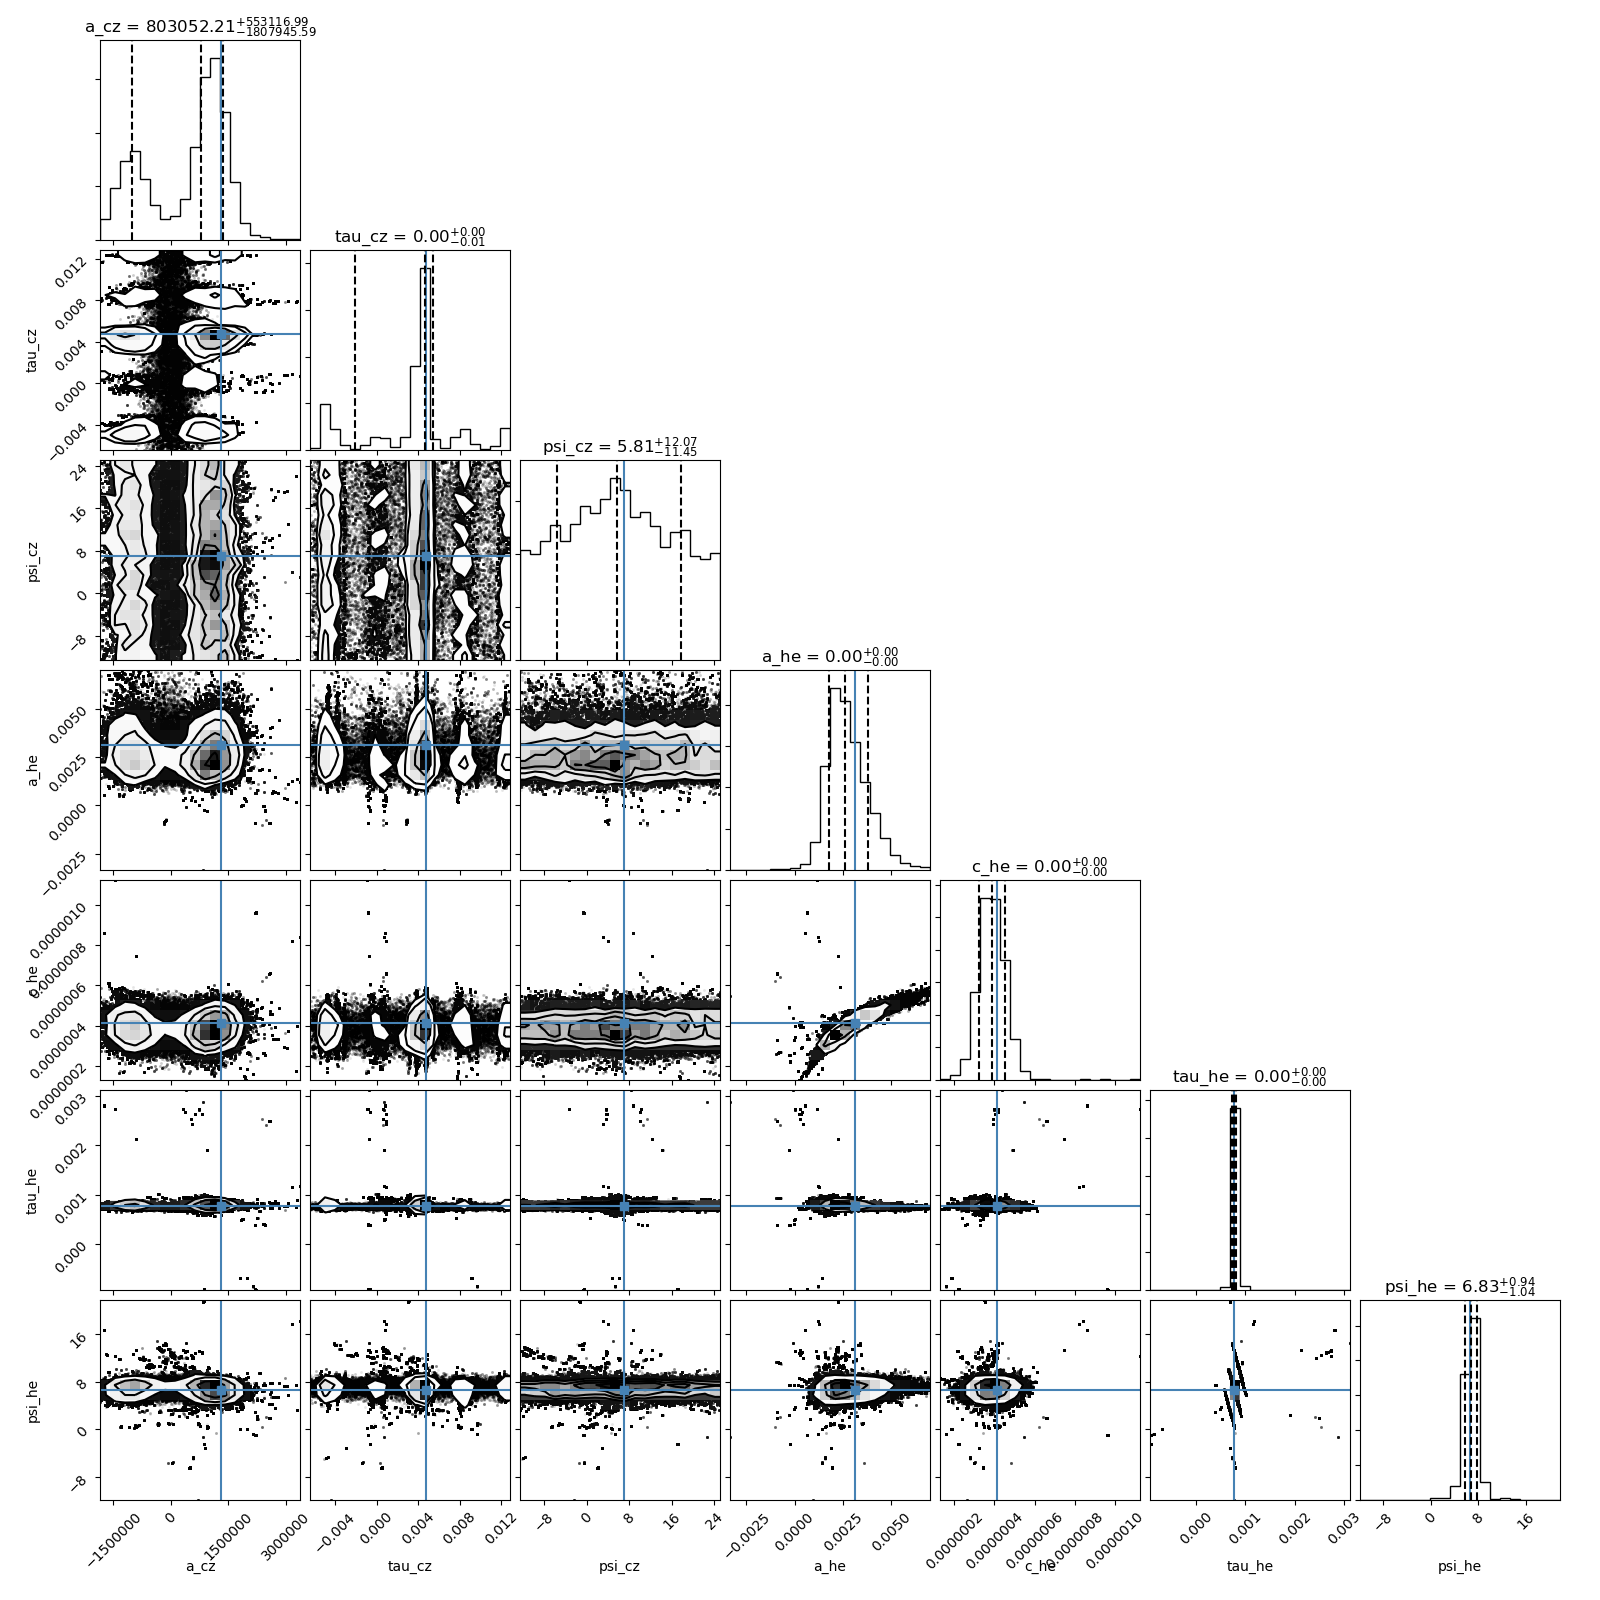 a_cz = 803052.21+553116.99 −1807945.59
tau_cz = 0.00+0.00 −0.01
0.012
0.008
0.004
0.000
−0.004
tau_cz
psi_cz = 5.81+12.07 −11.45
24
16
8
0
−8
psi_cz
a_he = 0.00+0.00 −0.00
0.0050
0.0025
0.0000
−0.0025
a_he
c_he = 0.00+0.00 −0.00
0.0000010
0.0000008
0.0000006
0.0000004
0.0000002
tau_he = 0.00+0.00 −0.00
0.003
0.002
0.001
0.000
tau_he
psi_he = 6.83+0.94 −1.04
16
8
0
−8
psi_he
−1500000 0 1500000 3000000
−0.004 0.000 0.004 0.008 0.012
−8 0 8 16 24
−0.0025 0.0000 0.0025 0.0050
0.0000002 0.0000004 0.0000006 0.0000008 0.0000010
0.000 0.001 0.002 0.003
−8 0 8 16
a_cz tau_cz psi_cz a_he c_he tau_he psi_he